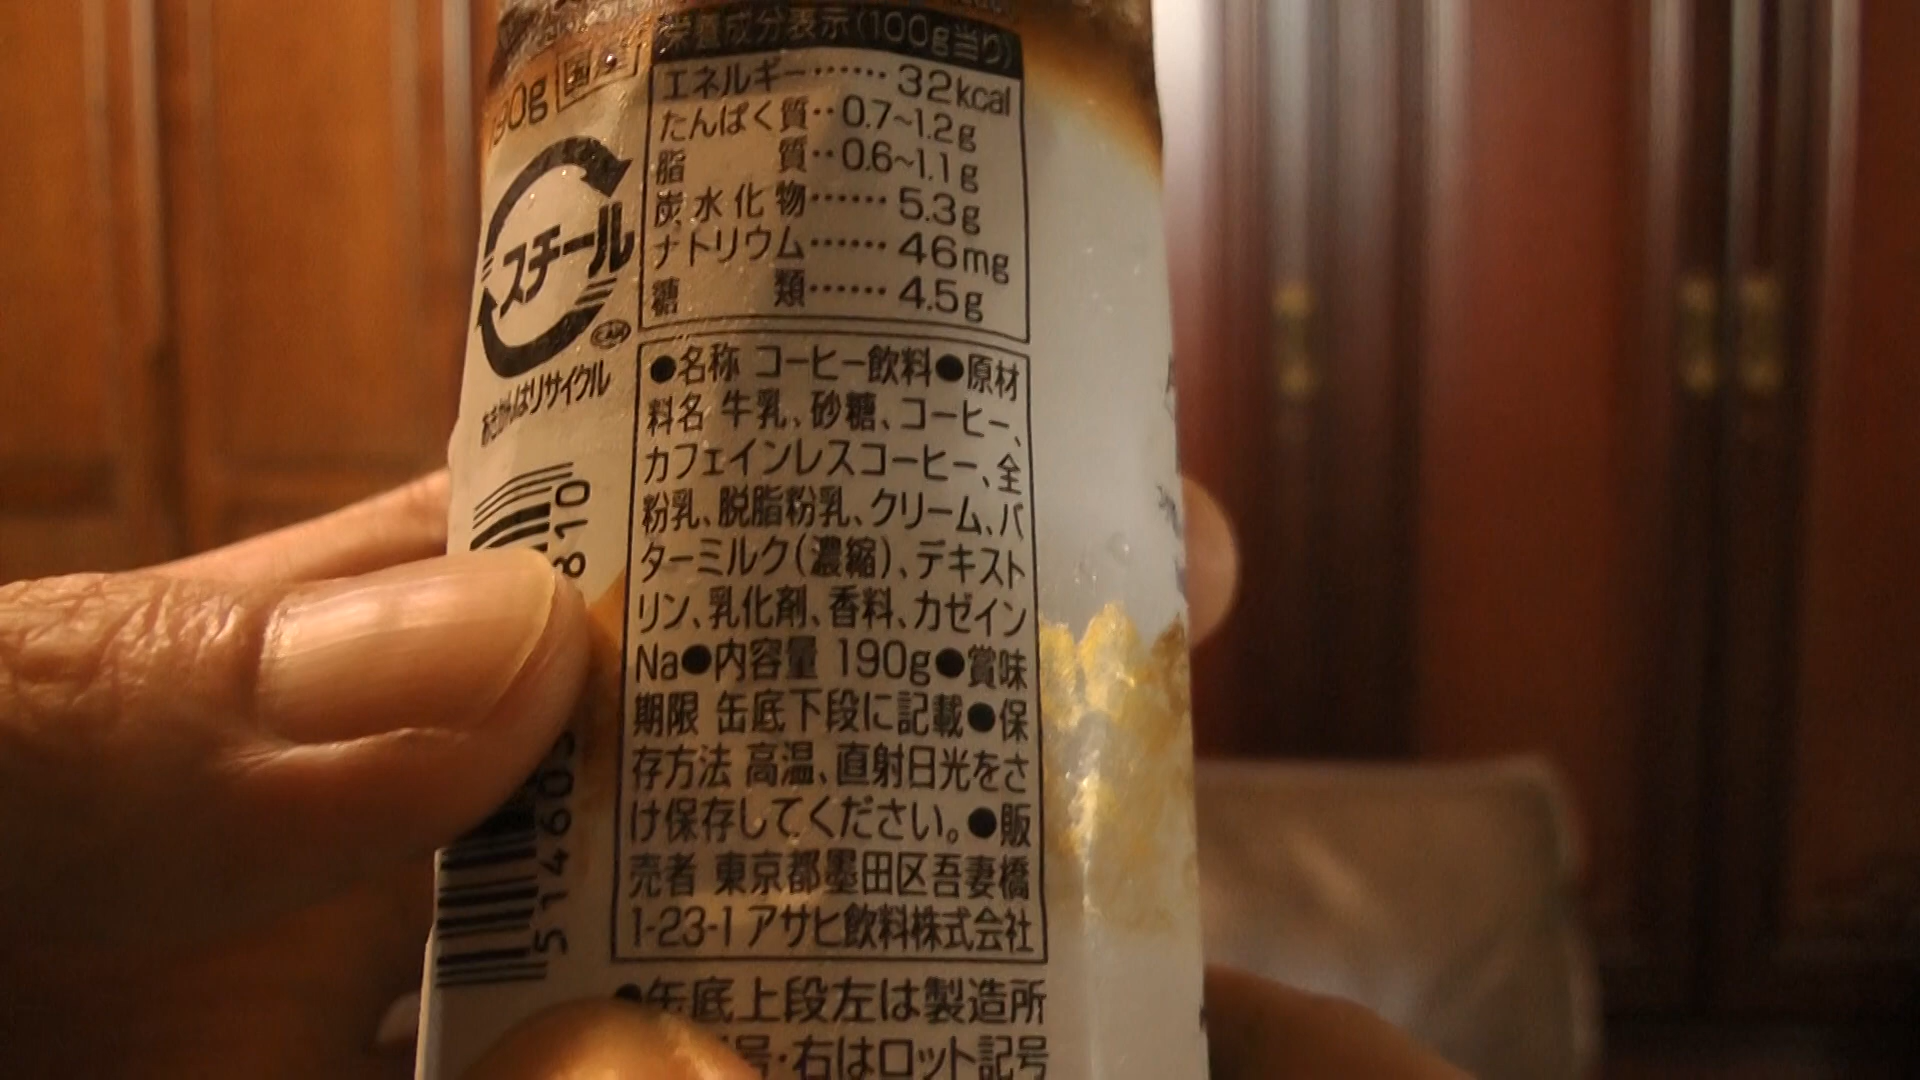 栄養成分表示(100g当り)
エネルギー…… 32kcal
たんぱく質‥0.7~1.2g
脂 質‥0.6~1.1g
炭水化物…… 5.3g
ナトリウム…… 46mg
糖 類…… 4.5g
●名称 コーヒー飲料●原材
料名 牛乳、砂糖、コーヒー、
カフェインレスコーヒー、全
粉乳、脱脂粉乳、クリーム、バ
ターミルク(濃縮)、デキスト
リン、乳化剤、香料、カゼイン
Na●内容量 190g●賞味
期限 缶底下段に記載●保
存方法 高温、直射日光をさ
け保存してください。●販
売者 東京都墨田区吾妻橋
1-23-1アサヒ飲料株式会社
●缶底上段左は製造所
号・右はロット記号
90g
スチール
あきかんはリサイクル
514603
810